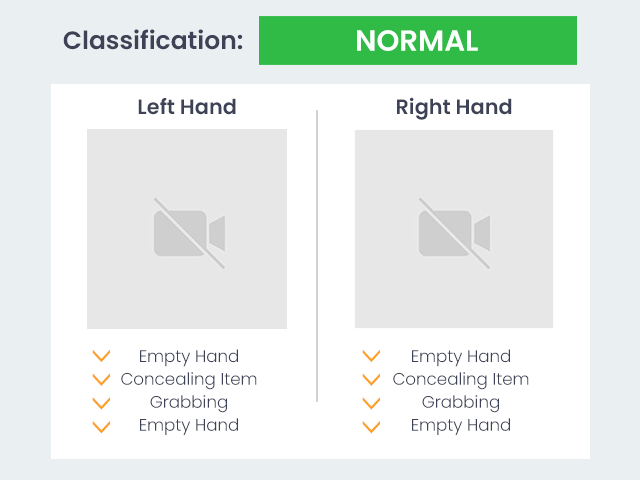 Classification: NORMAL
Left Hand
Empty Hand
Concealing Item
Grabbing
Empty Hand
Right Hand
Empty Hand
Concealing Item
Grabbing
Empty Hand